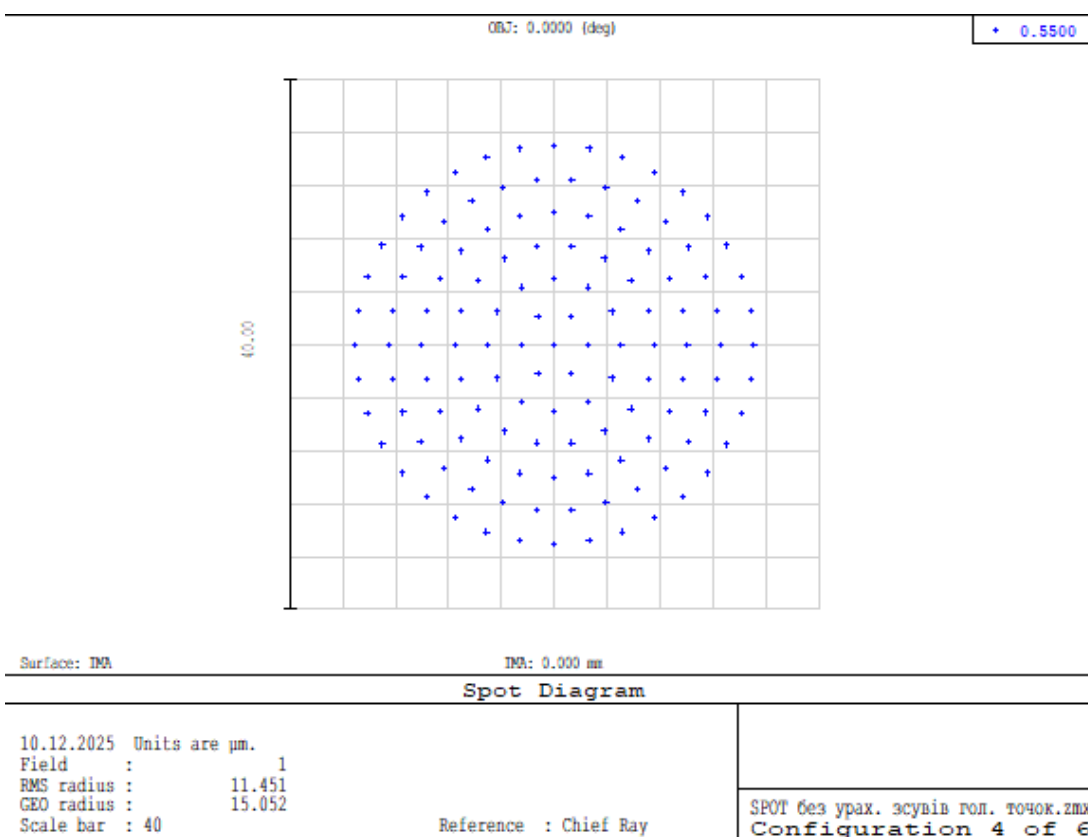 OBJ: 0.0000 (deg)
0.5500
40.00
Surface: IMA
IMA: 0.000 mm
Spot Diagram
10.12.2025 Units are µm.
Field : 1
RMS radius : 11.451
GEO radius : 15.052
Scale bar : 40 Reference : Chief Ray
SPOT без урах. зсувів гол. точок.zmx
Configuration 4 of 6